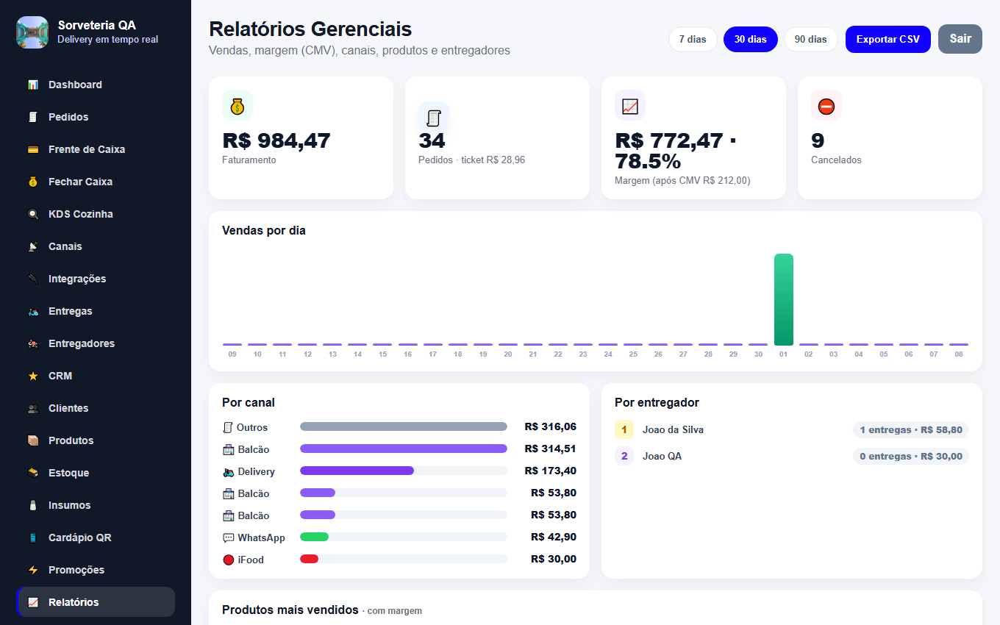 Sorveteria QA
Delivery em tempo real
Dashboard
Pedidos
Frente de Caixa
Fechar Caixa
KDS Cozinha
Canais
Integrações
Entregas
Entregadores
CRM
Clientes
Produtos
Estoque
Insumos
Cardápio QR
Promoções
Relatórios
Relatórios Gerenciais
Vendas, margem (CMV), canais, produtos e entregadores
7 dias
30 dias
90 dias
Exportar CSV
Sair
R$ 984,47
Faturamento
34
Pedidos · ticket R$ 28,96
R$ 772,47 ·
78.5%
Margem (após CMV R$ 212,00)
9
Cancelados
Vendas por dia
09 10 11 12 13 14 15 16 17 18 19 20 21 22 23 24 25 26 27 28 29 30 01 02 03 04 05 06 07 08
Por canal
Outros R$ 316,06
Balcão R$ 314,51
Delivery R$ 173,40
Balcão R$ 53,80
Balcão R$ 53,80
WhatsApp R$ 42,90
iFood R$ 30,00
Por entregador
1 Joao da Silva 1 entregas · R$ 58,80
2 Joao QA 0 entregas · R$ 30,00
Produtos mais vendidos · com margem